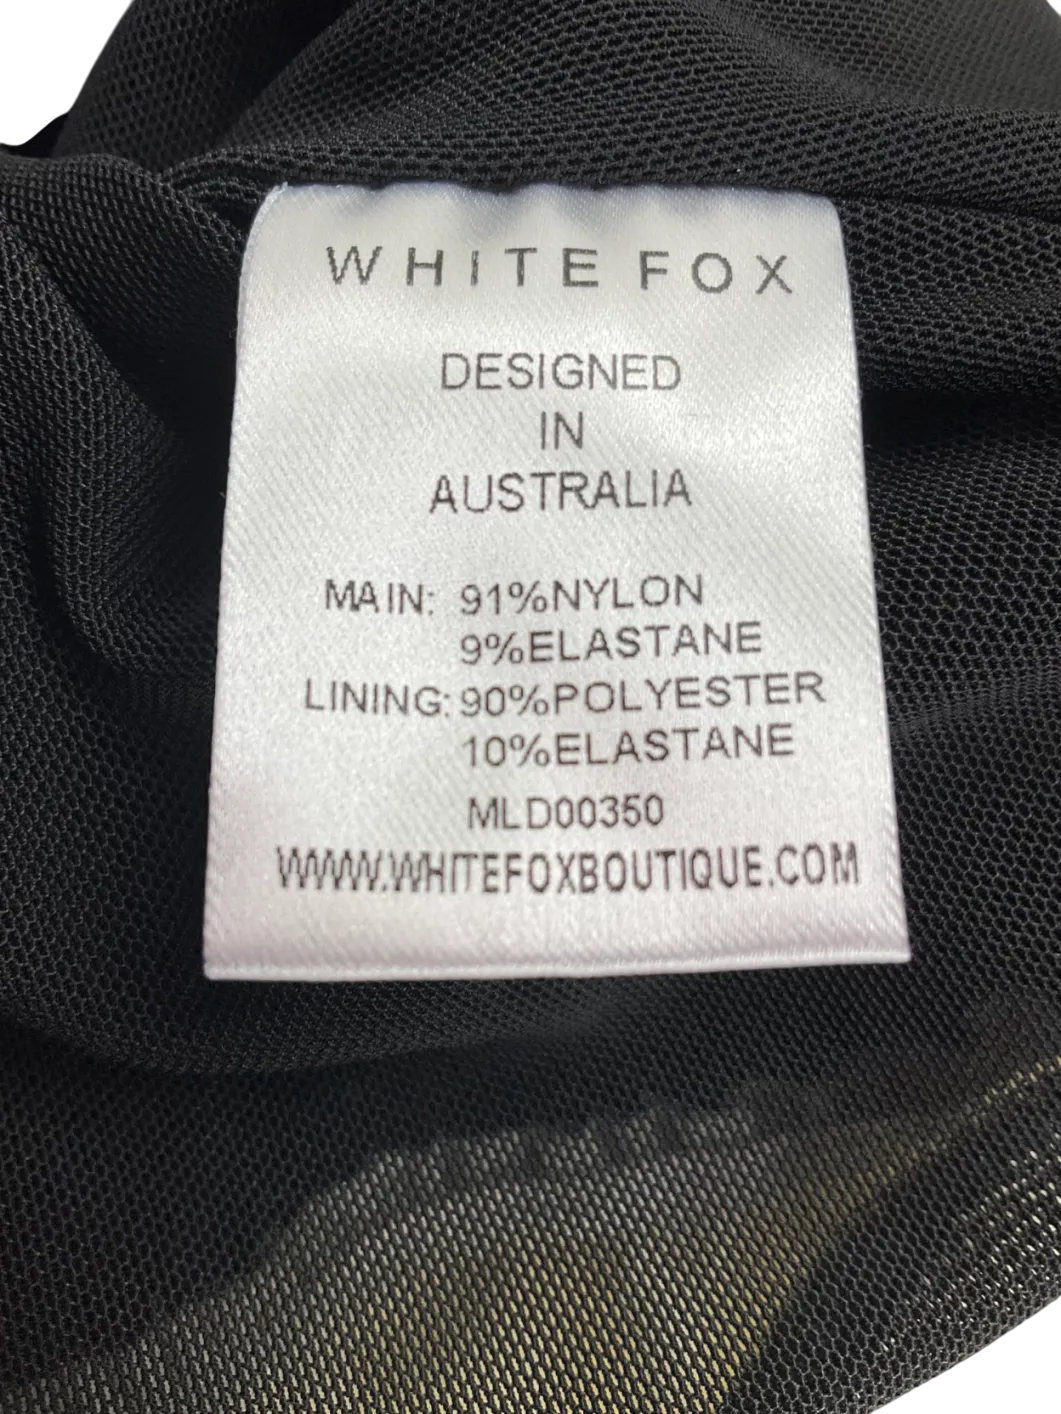 WHITE FOX
DESIGNED
IN
AUSTRALIA
MAIN: 91%NYLON
9%ELASTANE
LINING:90%POLYESTER
10%ELASTANE
MLD00350
WWW.WHITEFOXBOUTIQUE.COM